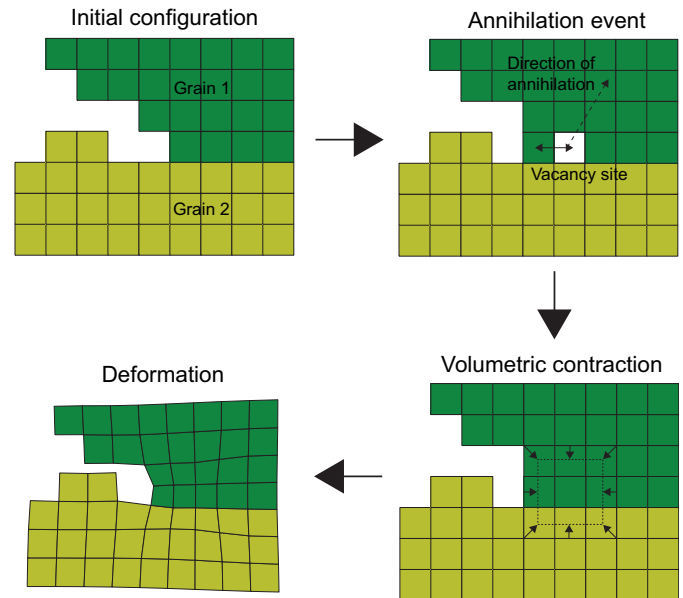 Initial configuration
Grain 1
Grain 2
Annihilation event
Direction of
annihilation
Vacancy site
Volumetric contraction
Deformation